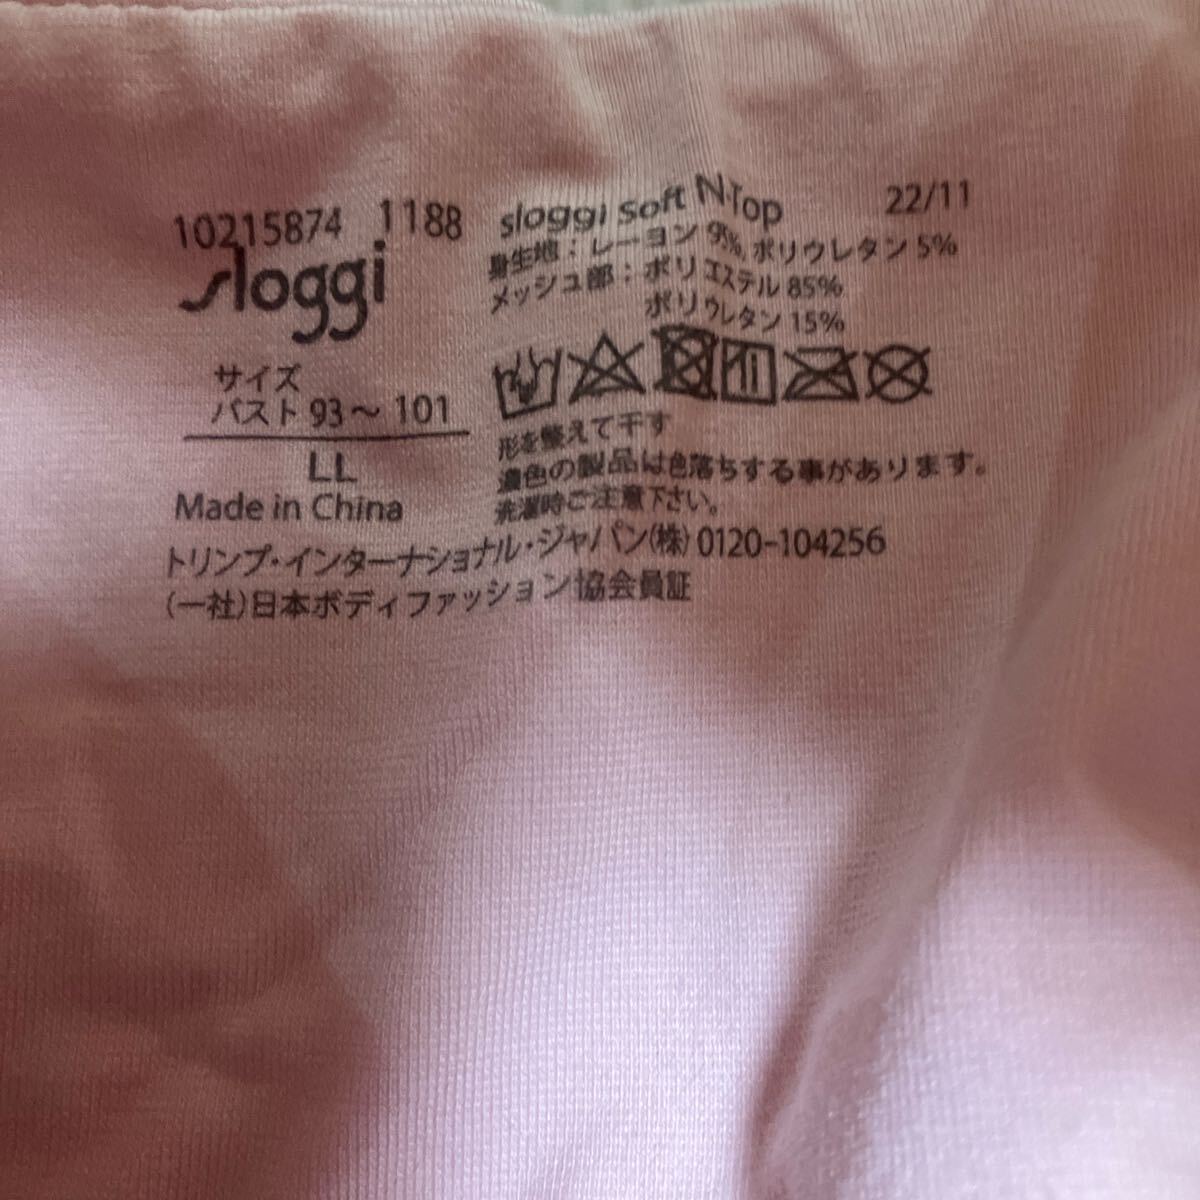 10215874 1188
sloggi
サイズ
バスト 93～101
LL
Made in China
sloggi soft N-Top 22/11
身生地：レーヨン 95%, ポリウレタン 5%
メッシュ部：ポリエステル 85%
ポリウレタン 15%
形を整えて干す
濃色の製品は色落ちする事があります。
洗濯時ご注意下さい。
トリンプ・インターナショナル・ジャパン(株) 0120-104256
(一社)日本ボディファッション協会員証